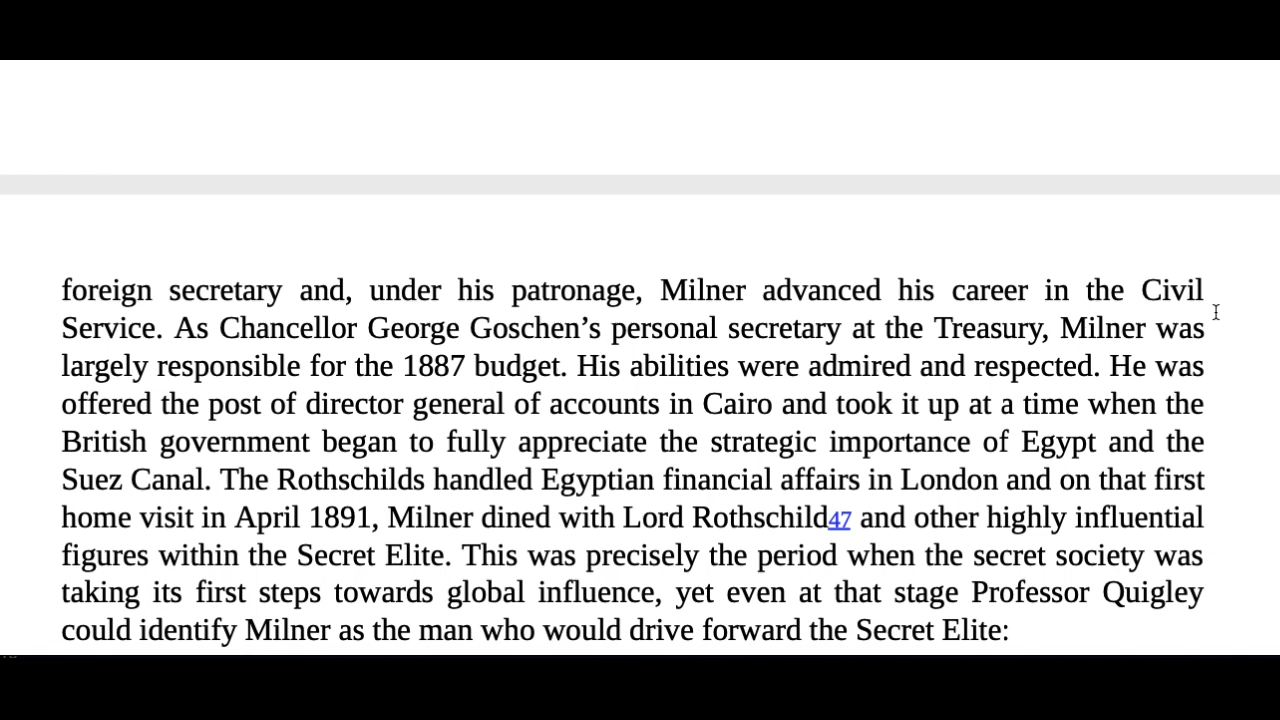 foreign secretary and, under his patronage, Milner advanced his career in the Civil
Service. As Chancellor George Goschen’s personal secretary at the Treasury, Milner was
largely responsible for the 1887 budget. His abilities were admired and respected. He was
offered the post of director general of accounts in Cairo and took it up at a time when the
British government began to fully appreciate the strategic importance of Egypt and the
Suez Canal. The Rothschilds handled Egyptian financial affairs in London and on that first
home visit in April 1891, Milner dined with Lord Rothschild47 and other highly influential
figures within the Secret Elite. This was precisely the period when the secret society was
taking its first steps towards global influence, yet even at that stage Professor Quigley
could identify Milner as the man who would drive forward the Secret Elite: